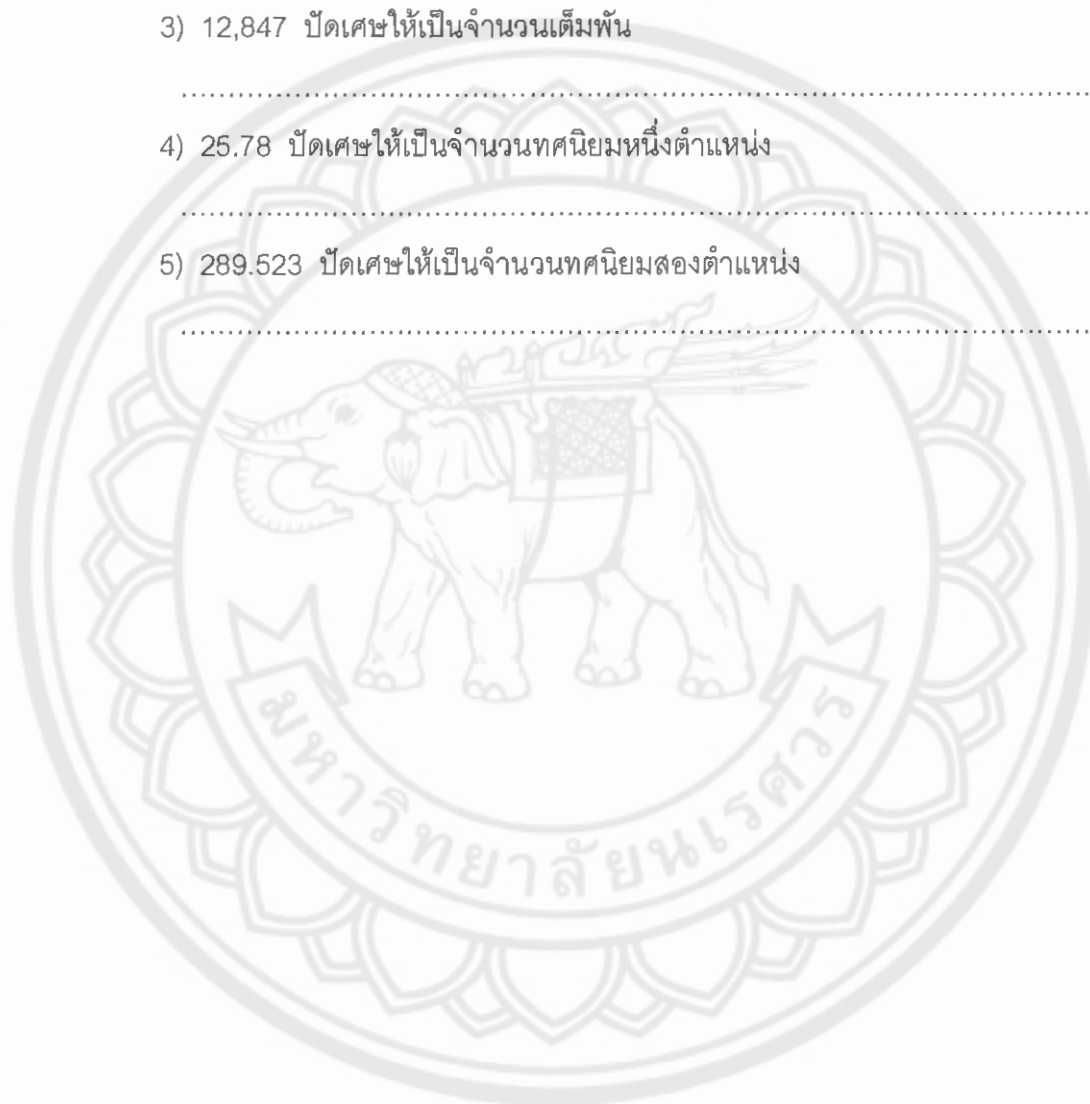 3) 12,847 ปัดเศษให้เป็นจำนวนเต็มพัน
................................................................................
4) 25.78 ปัดเศษให้เป็นจำนวนทศนิยมหนึ่งตำแหน่ง
................................................................................
5) 289.523 ปัดเศษให้เป็นจำนวนทศนิยมสองตำแหน่ง
................................................................................
มหาวิทยาลัยนเรศวร